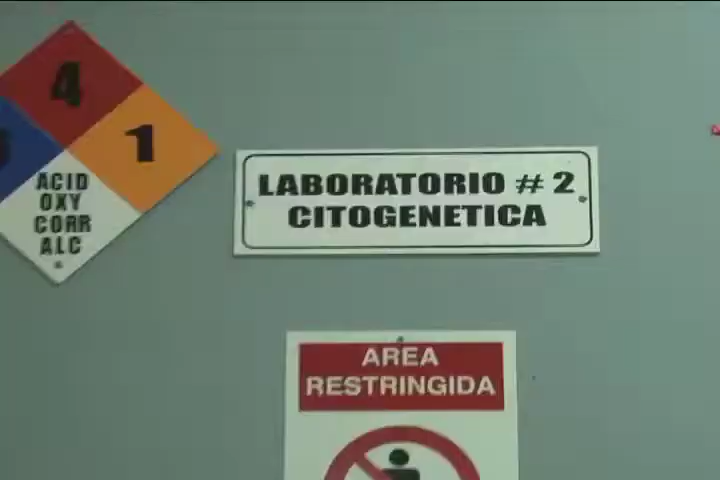 4
1
ACID
OXY
CORR
ALC
LABORATORIO # 2
CITOGENETICA
AREA
RESTRINGIDA